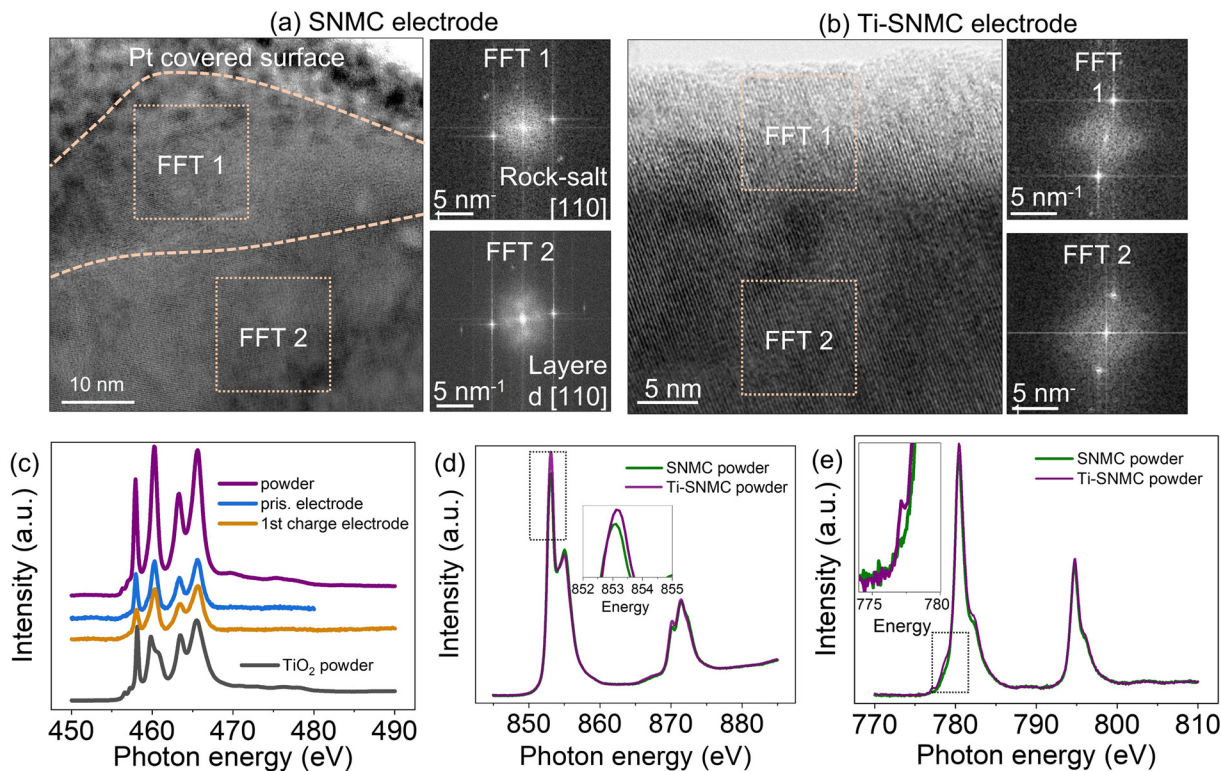 (a) SNMC electrode
Pt covered surface
FFT 1
FFT 2
10 nm
FFT 1
Rock-salt
[110]
5 nm-
1
FFT 2
Layere
d [110]
5 nm-1
(b) Ti-SNMC electrode
FFT 1
FFT 2
5 nm
FFT
1
5 nm-1
FFT 2
5 nm-
1
(c)
powder
pris. electrode
1st charge electrode
TiO2 powder
Intensity (a.u.)
450 460 470 480 490
Photon energy (eV)
(d)
SNMC powder
Ti-SNMC powder
852 853 854 855
Energy
Intensity (a.u.)
850 860 870 880
Photon energy (eV)
(e)
SNMC powder
Ti-SNMC powder
775 780
Energy
Intensity (a.u.)
770 780 790 800 810
Photon energy (eV)